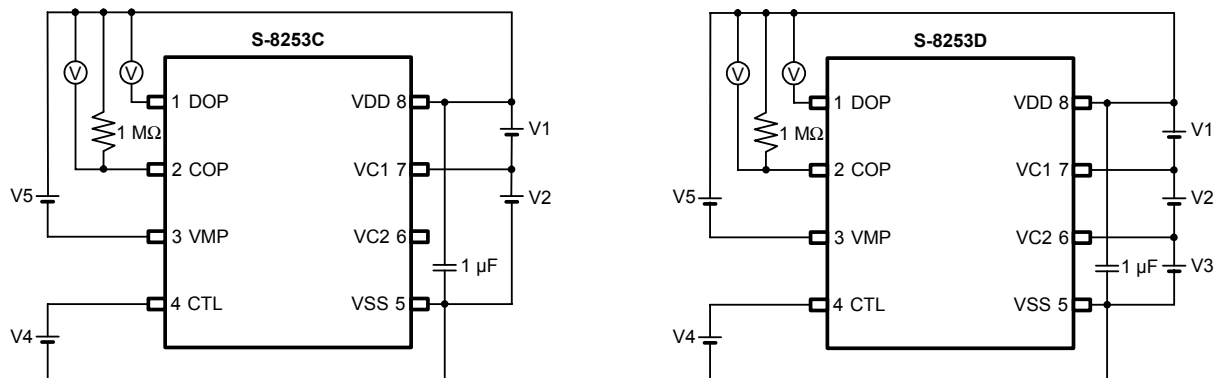 S-8253C
V
V
1 DOP
VDD 8
1 MΩ
V1
2 COP
VC1 7
V5
V2
3 VMP
VC2 6
1 µF
4 CTL
VSS 5
V4
S-8253D
V
V
1 DOP
VDD 8
1 MΩ
V1
2 COP
VC1 7
V5
V2
3 VMP
VC2 6
1 µF
V3
4 CTL
VSS 5
V4